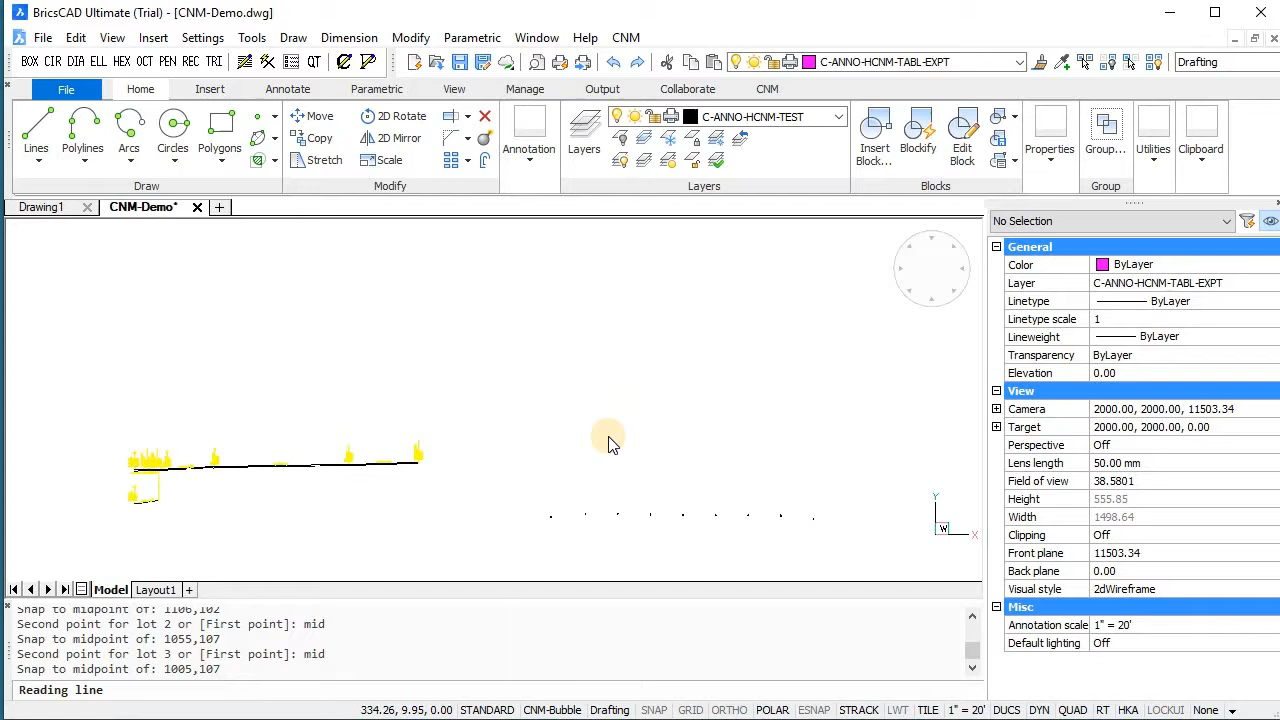 BricsCAD Ultimate (Trial) - [CNM-Demo.dwg]
File Edit View Insert Settings Tools Draw Dimension Modify Parametric Window Help CNM
BOX CIR DIA ELL HEX OCT PEN REC TRI QT C-ANNO-HCNM-TABL-EXPT Drafting
File Home Insert Annotate Parametric View Manage Output Collaborate CNM
Lines Polylines Arcs Circles Polygons
Move 2D Rotate
Copy 2D Mirror
Stretch Scale
Annotation
Layers
C-ANNO-HCNM-TEST
Insert Block... Blockify Edit Block
Properties Group... Utilities Clipboard
Draw Modify Layers Blocks Group
Drawing1 CNM-Demo*
No Selection
General
Color ByLayer
Layer C-ANNO-HCNM-TABL-EXPT
Linetype ByLayer
Linetype scale 1
Lineweight ByLayer
Transparency ByLayer
Elevation 0.00
View
Camera 2000.00, 2000.00, 11503.34
Target 2000.00, 2000.00, 0.00
Perspective Off
Lens length 50.00 mm
Field of view 38.5801
Height 555.85
Width 1498.64
Clipping Off
Front plane 11503.34
Back plane 0.00
Visual style 2dWireframe
Misc
Annotation scale 1" = 20'
Default lighting Off
Y
W X
Model Layout1
Snap to midpoint of: 1106,102
Second point for lot 2 or [First point]: mid
Snap to midpoint of: 1055,107
Second point for lot 3 or [First point]: mid
Snap to midpoint of: 1005,107
Reading line
334.26, 9.95, 0.00 STANDARD CNM-Bubble Drafting SNAP GRID ORTHO POLAR ESNAP STRACK LWT TILE 1" = 20' DUCS DYN QUAD RT HKA LOCKUI None